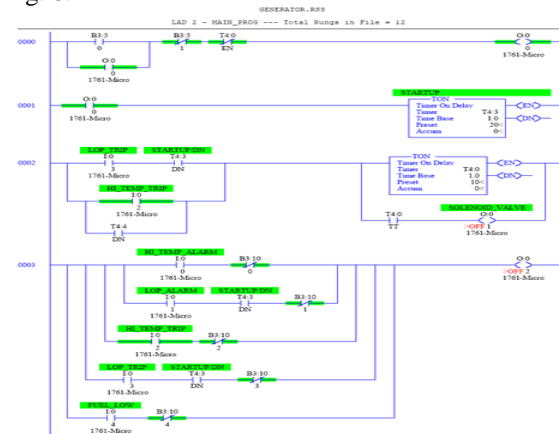 GENERATOR.RSS
LAD 2 - MAIN_PROG --- Total Rungs in File = 12
0000
B3:5
0
B3:5
1
T4:0
EN
O:0
0
1761-Micro
O:0
0
1761-Micro
STARTUP
0001
O:0
0
1761-Micro
TON
Timer On Delay
Timer T4:3
Time Base 1.0
Preset 20<
Accum 0<
EN
DN
0002
LOP_TRIP
I:0
3
1761-Micro
STARTUP/DN
T4:3
DN
TON
Timer On Delay
Timer T4:0
Time Base 1.0
Preset 10<
Accum 0<
EN
DN
HI_TEMP_TRIP
I:0
2
1761-Micro
T4:4
DN
T4:0
TT
SOLENOID_VALVE
O:0
>OFF 1
1761-Micro
0003
HI_TEMP_ALARM
I:0
0
1761-Micro
B3:10
0
O:0
>OFF 2
1761-Micro
LOP_ALARM
I:0
1
1761-Micro
STARTUP/DN
T4:3
DN
B3:10
1
HI_TEMP_TRIP
I:0
2
1761-Micro
B3:10
2
LOP_TRIP
I:0
3
1761-Micro
STARTUP/DN
T4:3
DN
B3:10
3
FUEL_LOW
I:0
4
1761-Micro
B3:10
4